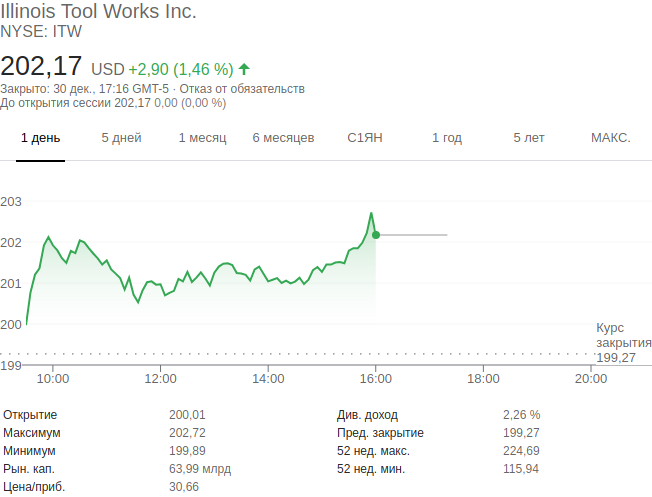 Illinois Tool Works Inc.
NYSE: ITW
202,17 USD +2,90 (1,46 %)
Закрыто: 30 дек., 17:16 GMT-5 · Отказ от обязательств
До открытия сессии 202,17 0,00 (0,00 %)
1 день 5 дней 1 месяц 6 месяцев С1ЯН 1 год 5 лет МАКС.
203
202
201
200
Курс
закрытия
199,27
199
10:00 12:00 14:00 16:00 18:00 20:00
Открытие 200,01 Див. доход 2,26 %
Максимум 202,72 Пред. закрытие 199,27
Минимум 199,89 52 нед. макс. 224,69
Рын. кап. 63,99 млрд 52 нед. мин. 115,94
Цена/приб. 30,66